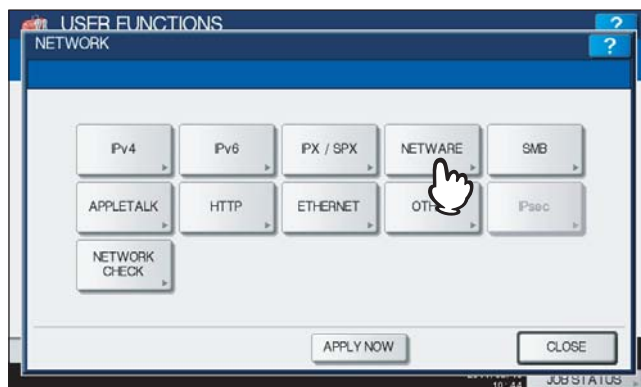 USER FUNCTIONS ?
NETWORK ?
IPv4 IPv6 IPX / SPX NETWARE SMB
APPLETALK HTTP ETHERNET IPsec
NETWORK
CHECK
APPLY NOW CLOSE
JOB STATUS